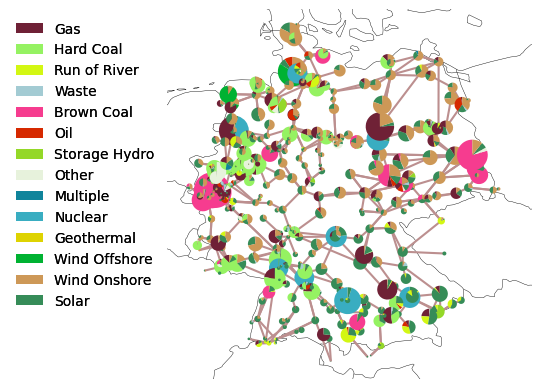 Gas
Hard Coal
Run of River
Waste
Brown Coal
Oil
Storage Hydro
Other
Multiple
Nuclear
Geothermal
Wind Offshore
Wind Onshore
Solar